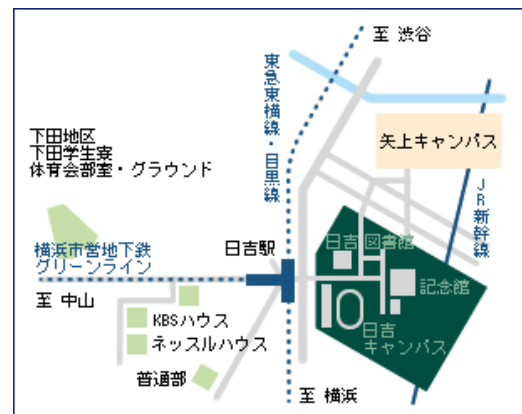 至 渋谷
東急東横線・目黒線
矢上キャンパス
JR新幹線
下田地区
下田学生寮
体育会部室・グラウンド
日吉駅
横浜市営地下鉄
グリーンライン
至 中山
日吉図書館
記念館
日吉
キャンパス
KBSハウス
ネッスルハウス
普通部
至 横浜